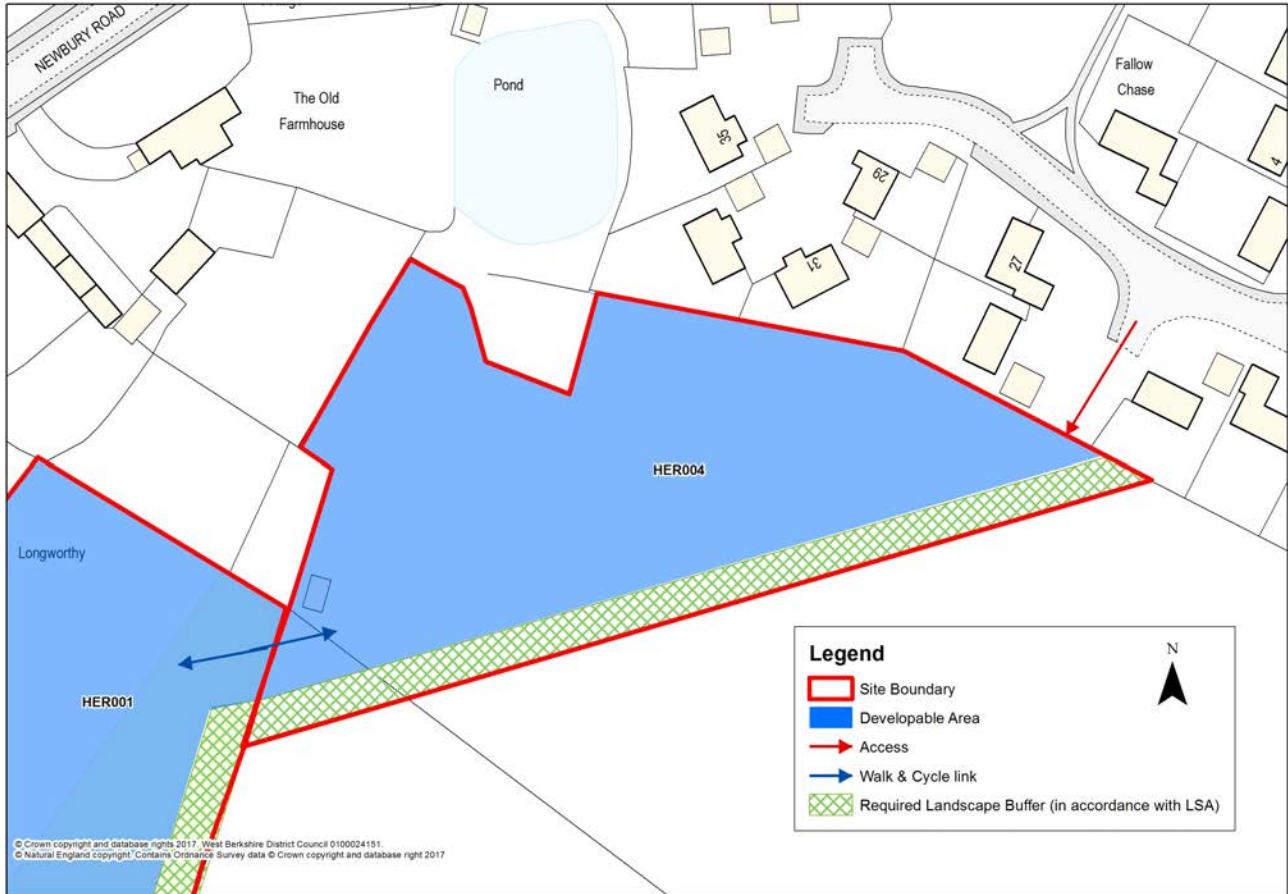 NEWBURY ROAD
The Old
Farmhouse
Pond
Fallow
Chase
35
29
4
31
27
HER004
Longworthy
HER001
Legend
N
Site Boundary
Developable Area
Access
Walk & Cycle link
Required Landscape Buffer (in accordance with LSA)
© Crown copyright and database rights 2017. West Berkshire District Council 0100024151.
© Natural England copyright. Contains Ordnance Survey data © Crown copyright and database right 2017